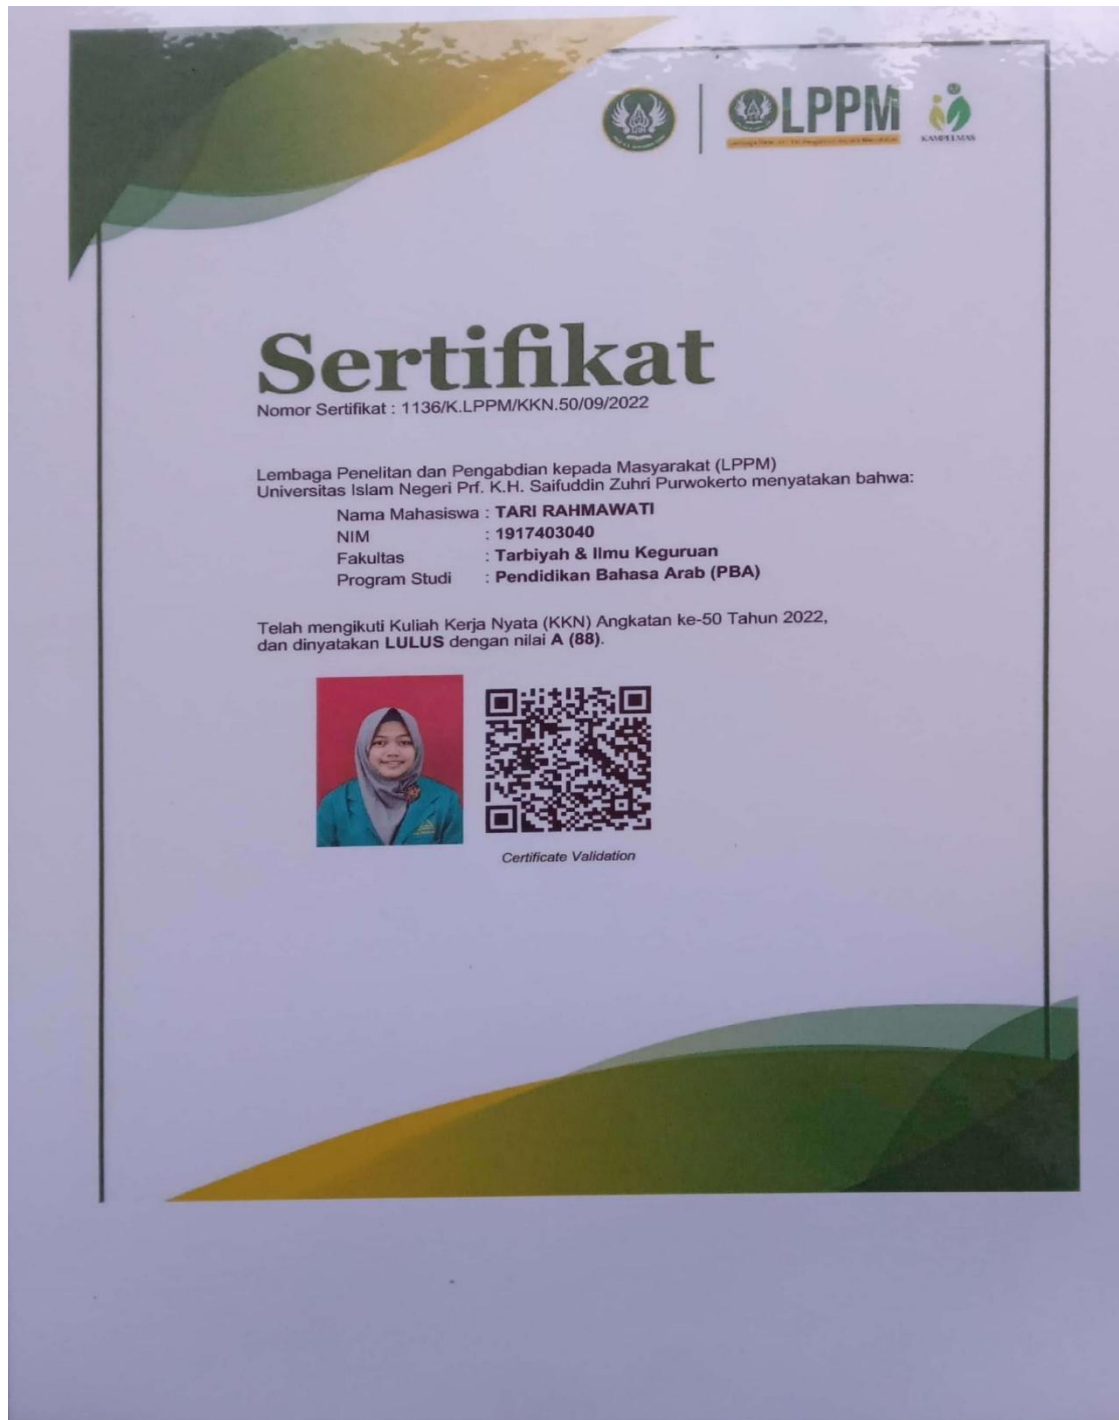 LPPM
KAMPELMAS
Sertifikat
Nomor Sertifikat : 1136/K.LPPM/KKN.50/09/2022
Lembaga Penelitan dan Pengabdian kepada Masyarakat (LPPM)
Universitas Islam Negeri Prf. K.H. Saifuddin Zuhri Purwokerto menyatakan bahwa:
Nama Mahasiswa : TARI RAHMAWATI
NIM : 1917403040
Fakultas : Tarbiyah & Ilmu Keguruan
Program Studi : Pendidikan Bahasa Arab (PBA)
Telah mengikuti Kuliah Kerja Nyata (KKN) Angkatan ke-50 Tahun 2022,
dan dinyatakan LULUS dengan nilai A (88).
Certificate Validation